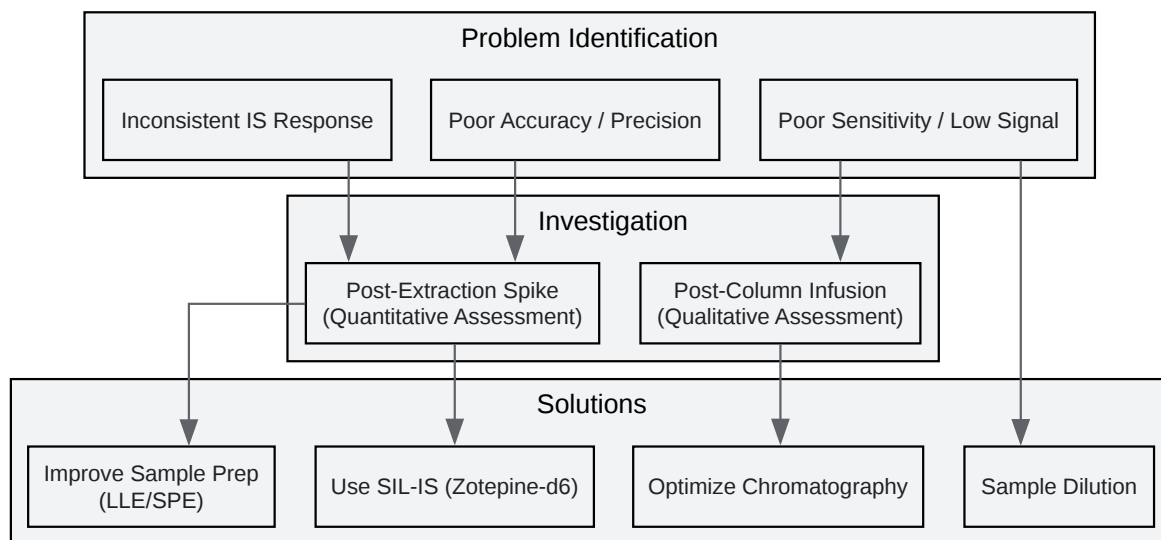 Problem Identification
Inconsistent IS Response
Poor Accuracy / Precision
Poor Sensitivity / Low Signal
Investigation
Post-Extraction Spike
(Quantitative Assessment)
Post-Column Infusion
(Qualitative Assessment)
Solutions
Improve Sample Prep
(LLE/SPE)
Use SIL-IS (Zotepine-d6)
Optimize Chromatography
Sample Dilution